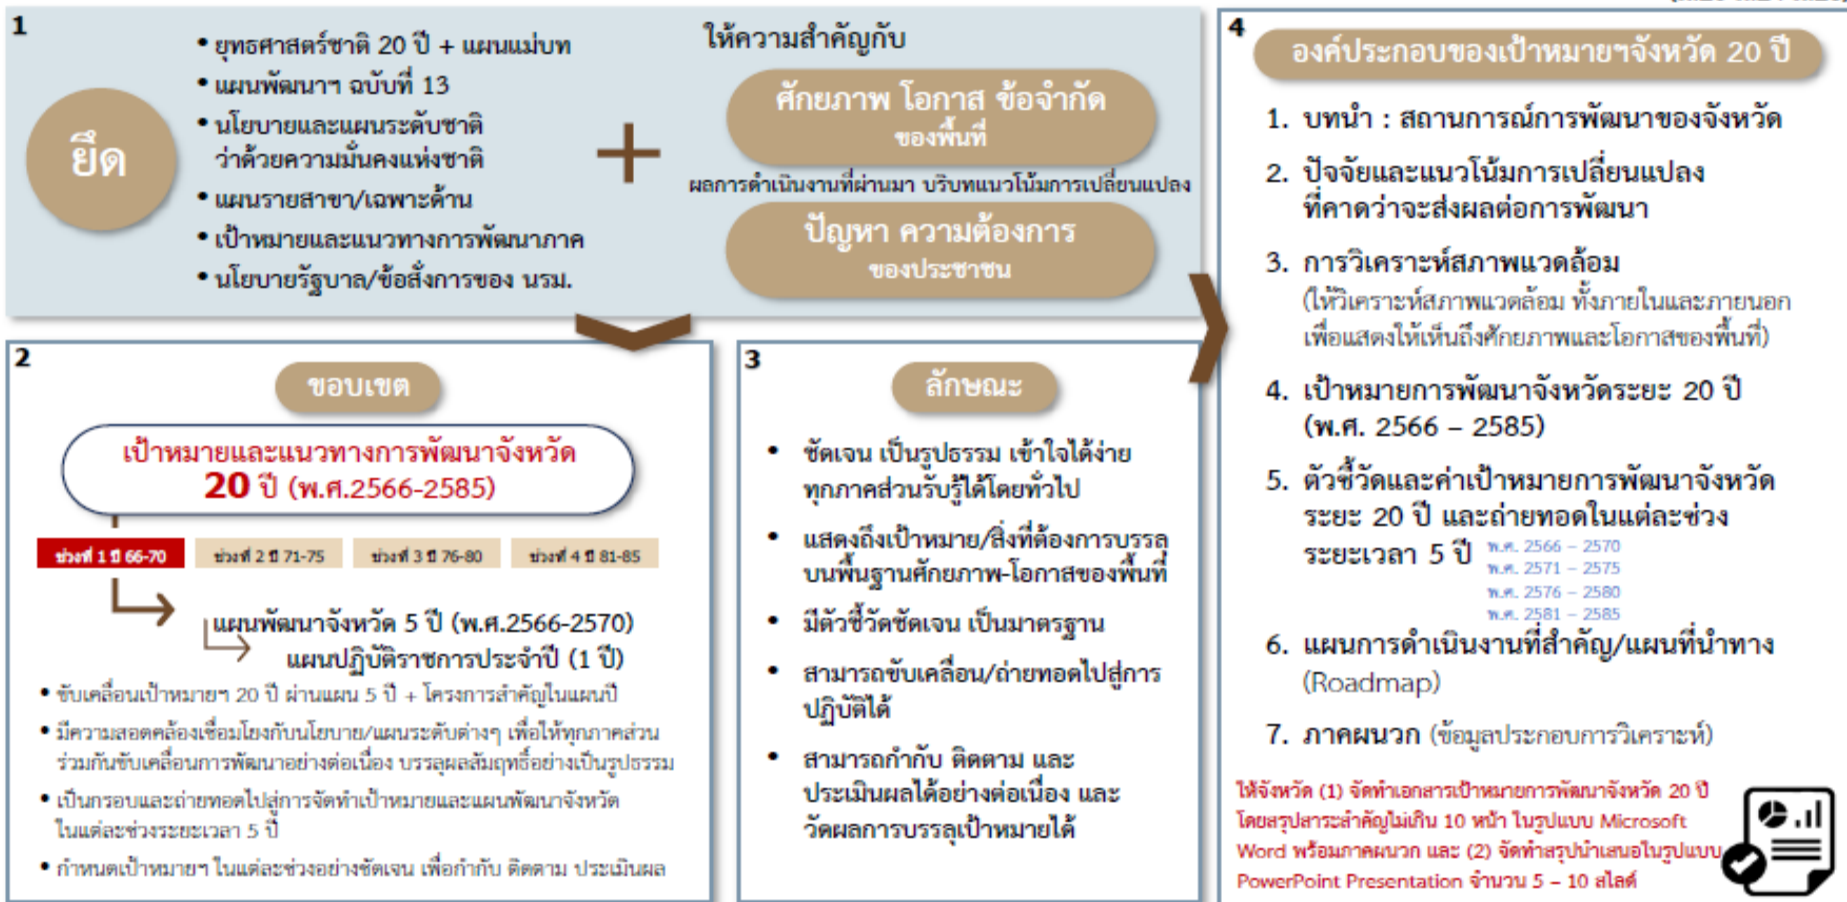 1
ยึด
• ยุทธศาสตร์ชาติ 20 ปี + แผนแม่บท
• แผนพัฒนาฯ ฉบับที่ 13
• นโยบายและแผนระดับชาติ
ว่าด้วยความมั่นคงแห่งชาติ
• แผนรายสาขา/เฉพาะด้าน
• เป้าหมายและแนวทางการพัฒนาภาค
• นโยบายรัฐบาล/ข้อสั่งการของ นรม.
+
ให้ความสำคัญกับ
ศักยภาพ โอกาส ข้อจำกัด
ของพื้นที่
ผลการดำเนินงานที่ผ่านมา บริบทแนวโน้มการเปลี่ยนแปลง
ปัญหา ความต้องการ
ของประชาชน
2
ขอบเขต
เป้าหมายและแนวทางการพัฒนาจังหวัด
20 ปี (พ.ศ.2566-2585)
ช่วงที่ 1 ปี 66-70
ช่วงที่ 2 ปี 71-75
ช่วงที่ 3 ปี 76-80
ช่วงที่ 4 ปี 81-85
แผนพัฒนาจังหวัด 5 ปี (พ.ศ.2566-2570)
แผนปฏิบัติราชการประจำปี (1 ปี)
• ขับเคลื่อนเป้าหมายฯ 20 ปี ผ่านแผน 5 ปี + โครงการสำคัญในแผนปี
• มีความสอดคล้องเชื่อมโยงกับนโยบาย/แผนระดับต่างๆ เพื่อให้ทุกภาคส่วน
ร่วมกันขับเคลื่อนการพัฒนาอย่างต่อเนื่อง บรรลุผลสัมฤทธิ์อย่างเป็นรูปธรรม
• เป็นกรอบและถ่ายทอดไปสู่การจัดทำเป้าหมายและแผนพัฒนาจังหวัด
ในแต่ละช่วงระยะเวลา 5 ปี
• กำหนดเป้าหมายฯ ในแต่ละช่วงอย่างชัดเจน เพื่อกำกับ ติดตาม ประเมินผล
3
ลักษณะ
• ชัดเจน เป็นรูปธรรม เข้าใจได้ง่าย
ทุกภาคส่วนรับรู้ได้โดยทั่วไป
• แสดงถึงเป้าหมาย/สิ่งที่ต้องการบรรลุ
บนพื้นฐานศักยภาพ-โอกาสของพื้นที่
• มีตัวชี้วัดชัดเจน เป็นมาตรฐาน
• สามารถขับเคลื่อน/ถ่ายทอดไปสู่การ
ปฏิบัติได้
• สามารถกำกับ ติดตาม และ
ประเมินผลได้อย่างต่อเนื่อง และ
วัดผลการบรรลุเป้าหมายได้
4
องค์ประกอบของเป้าหมายฯจังหวัด 20 ปี
1. บทนำ : สถานการณ์การพัฒนาของจังหวัด
2. ปัจจัยและแนวโน้มการเปลี่ยนแปลง
ที่คาดว่าจะส่งผลต่อการพัฒนา
3. การวิเคราะห์สภาพแวดล้อม
(ให้วิเคราะห์สภาพแวดล้อม ทั้งภายในและภายนอก
เพื่อแสดงให้เห็นถึงศักยภาพและโอกาสของพื้นที่)
4. เป้าหมายการพัฒนาจังหวัดระยะ 20 ปี
(พ.ศ. 2566 – 2585)
5. ตัวชี้วัดและค่าเป้าหมายการพัฒนาจังหวัด
ระยะ 20 ปี และถ่ายทอดในแต่ละช่วง
ระยะเวลา 5 ปี
พ.ศ. 2566 – 2570
พ.ศ. 2571 – 2575
พ.ศ. 2576 – 2580
พ.ศ. 2581 – 2585
6. แผนการดำเนินงานที่สำคัญ/แผนที่นำทาง
(Roadmap)
7. ภาคผนวก (ข้อมูลประกอบการวิเคราะห์)
ให้จังหวัด (1) จัดทำเอกสารเป้าหมายการพัฒนาจังหวัด 20 ปี
โดยสรุปสาระสำคัญไม่เกิน 10 หน้า ในรูปแบบ Microsoft
Word พร้อมภาคผนวก และ (2) จัดทำสรุปนำเสนอในรูปแบบ
PowerPoint Presentation จำนวน 5 – 10 สไลด์